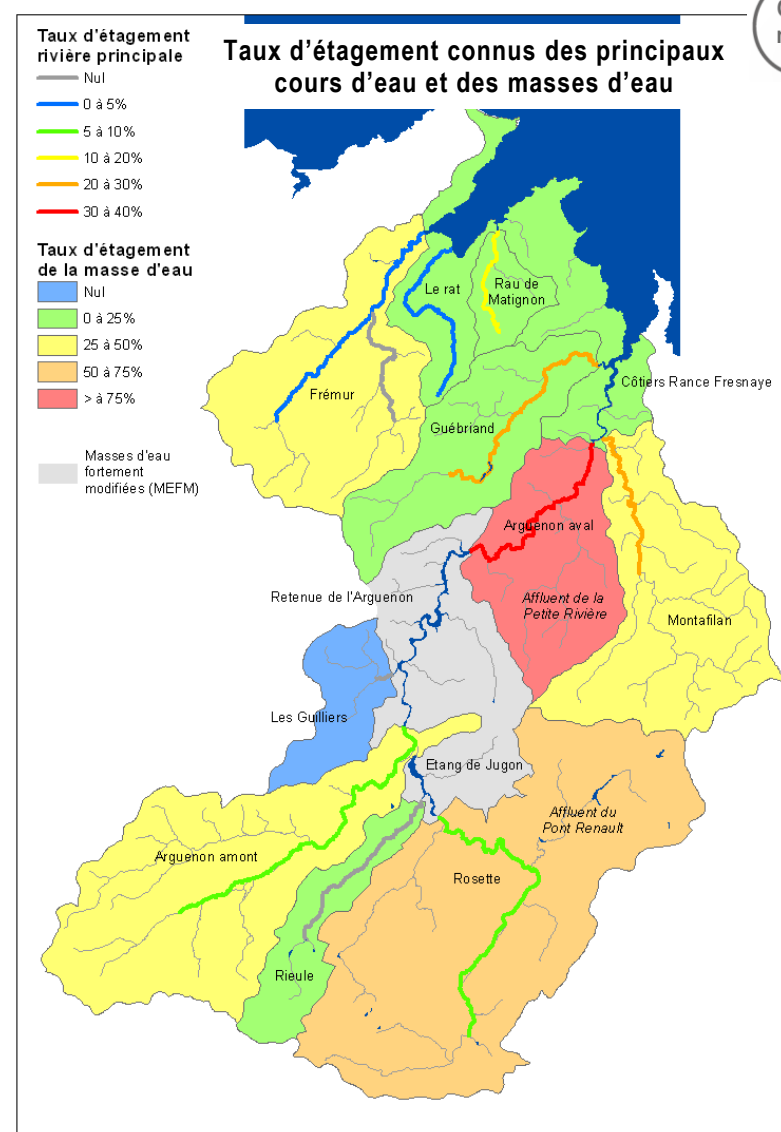 Taux d'étagement connus des principaux
cours d'eau et des masses d'eau
Taux d'étagement
rivière principale
Nul
0 à 5%
5 à 10%
10 à 20%
20 à 30%
30 à 40%
Taux d'étagement
de la masse d'eau
Nul
0 à 25%
25 à 50%
50 à 75%
> à 75%
Masses d'eau
fortement
modifiées (MEFM)
Le rat
Rau de
Matignon
Frémur
Côtiers Rance Fresnaye
Guébriand
Arguenon aval
Retenue de l'Arguenon
Affluent de la
Petite Rivière
Montafilan
Les Guilliers
Etang de Jugon
Affluent du
Pont Renault
Arguenon amont
Rosette
Rieule